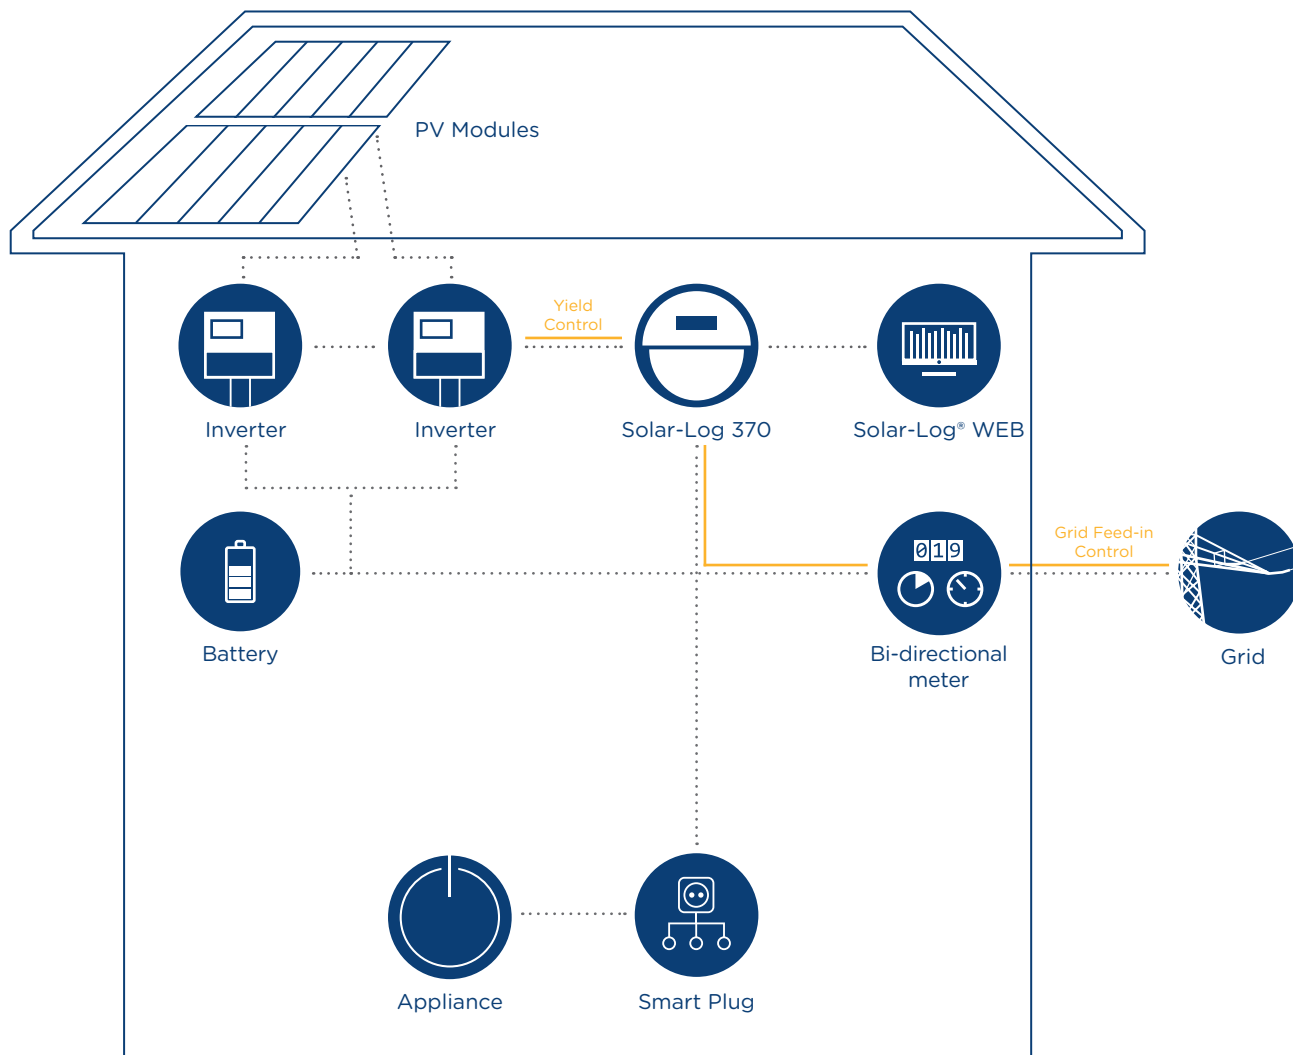 PV Modules
Yield
Control
Inverter
Inverter
Solar-Log 370
Solar-Log® WEB
019
Grid Feed-in
Control
Battery
Bi-directional
meter
Grid
Appliance
Smart Plug